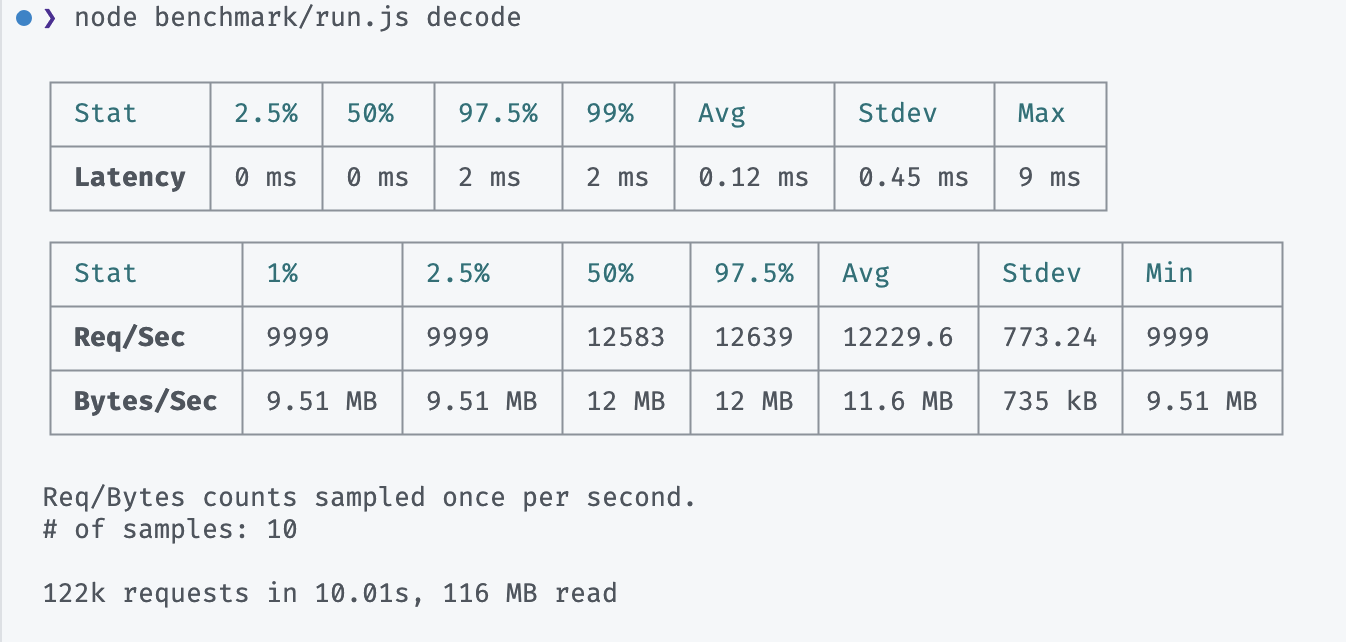 ❯ node benchmark/run.js decode
Stat 2.5% 50% 97.5% 99% Avg Stdev Max
Latency 0 ms 0 ms 2 ms 2 ms 0.12 ms 0.45 ms 9 ms
Stat 1% 2.5% 50% 97.5% Avg Stdev Min
Req/Sec 9999 9999 12583 12639 12229.6 773.24 9999
Bytes/Sec 9.51 MB 9.51 MB 12 MB 12 MB 11.6 MB 735 kB 9.51 MB
Req/Bytes counts sampled once per second.
# of samples: 10
122k requests in 10.01s, 116 MB read